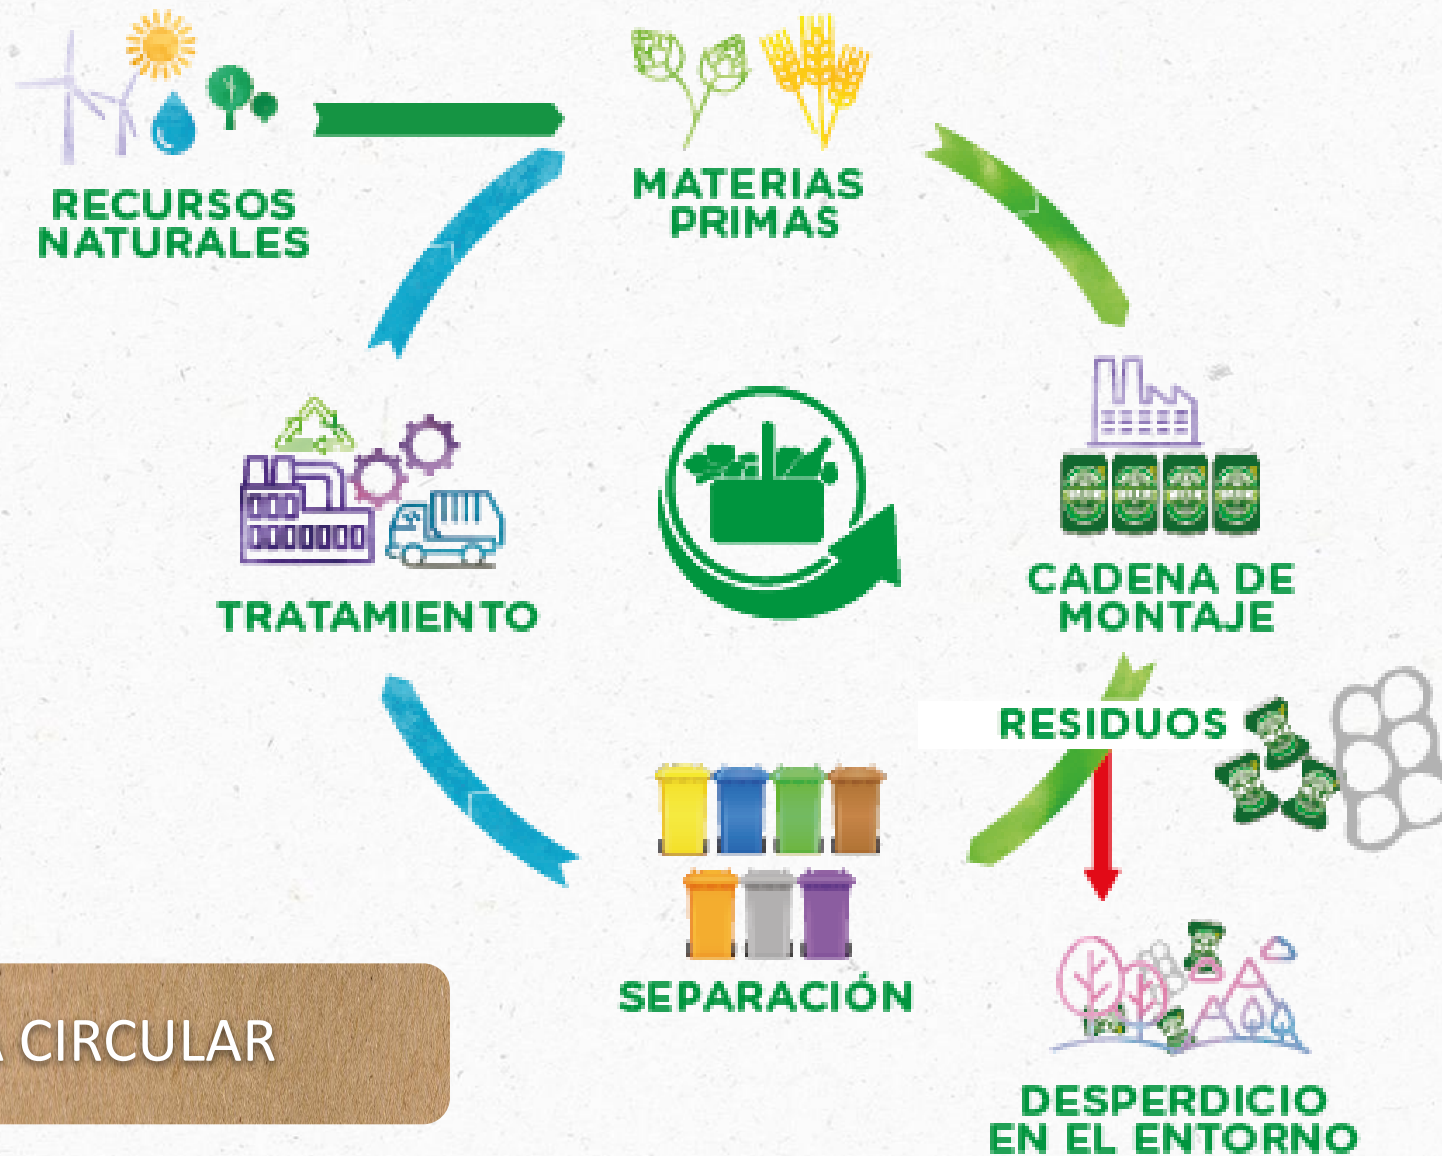 RECURSOS
NATURALES
MATERIAS
PRIMAS
TRATAMIENTO
CADENA DE
MONTAJE
RESIDUOS
SEPARACIÓN
CIRCULAR
DESPERDICIO
EN EL ENTORNO